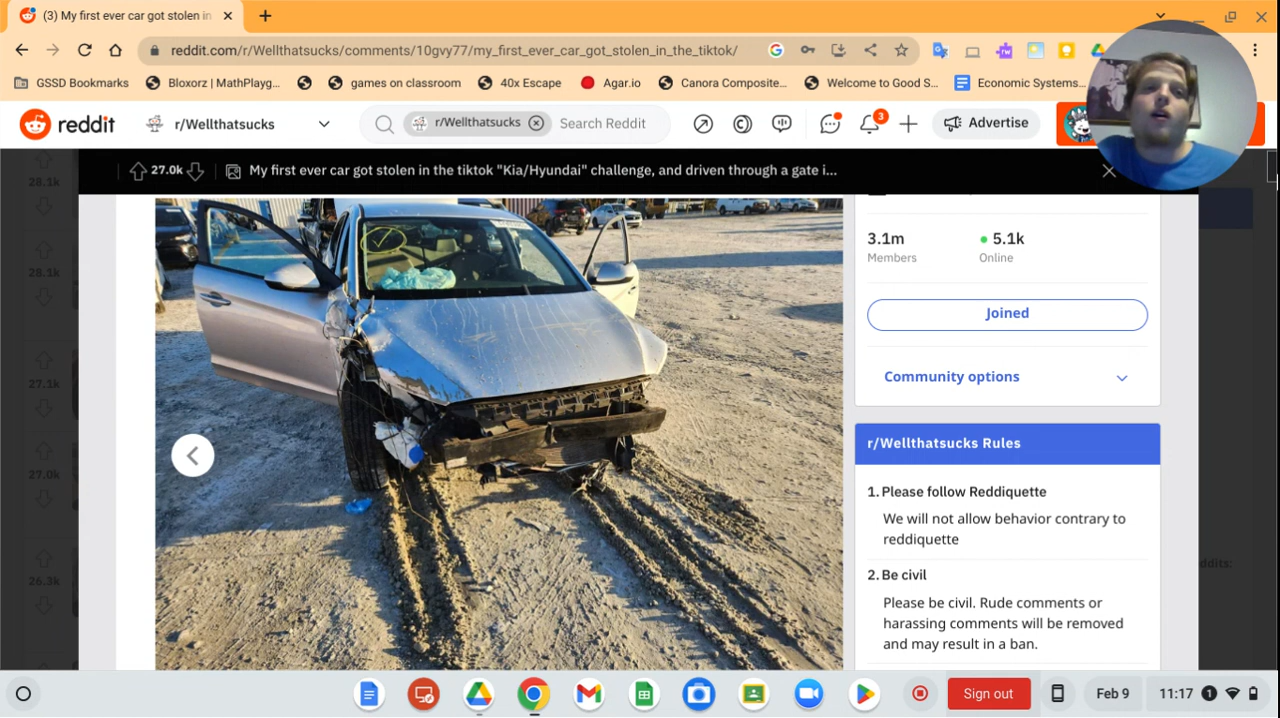 (3) My first ever car got stolen in
reddit.com/r/Wellthatsucks/comments/10gvy77/my_first_ever_car_got_stolen_in_the_tiktok/
GSSD Bookmarks
Bloxorz | MathPlayg...
games on classroom
40x Escape
Agar.io
Canora Composite...
Welcome to Good S...
Economic Systems...
reddit
r/Wellthatsucks
r/Wellthatsucks
Search Reddit
3
Advertise
27.0k
My first ever car got stolen in the tiktok "Kia/Hyundai" challenge, and driven through a gate i...
28.1k
28.1k
27.1k
27.0k
26.3k
3.1m
5.1k
Members
Online
Joined
Community options
r/Wellthatsucks Rules
1. Please follow Reddiquette
We will not allow behavior contrary to
reddiquette
2. Be civil
Please be civil. Rude comments or
harassing comments will be removed
and may result in a ban.
ddits:
Sign out
Feb 9
11:17
1